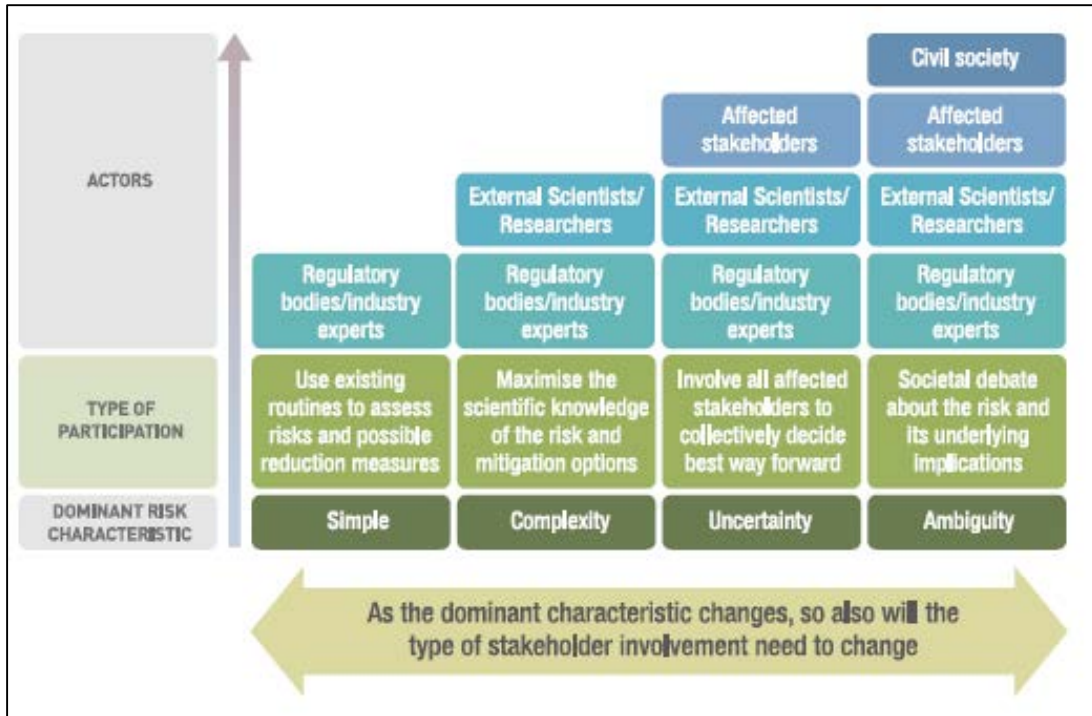 Civil society
Affected
stakeholders
Affected
stakeholders
ACTORS
External Scientists/
Researchers
External Scientists/
Researchers
External Scientists/
Researchers
Regulatory
bodies/industry
experts
Regulatory
bodies/industry
experts
Regulatory
bodies/industry
experts
Regulatory
bodies/industry
experts
TYPE OF
PARTICIPATION
Use existing
routines to assess
risks and possible
reduction measures
Maximise the
scientific knowledge
of the risk and
mitigation options
Involve all affected
stakeholders to
collectively decide
best way forward
Societal debate
about the risk and
its underlying
implications
DOMINANT RISK
CHARACTERISTIC
Simple
Complexity
Uncertainty
Ambiguity
As the dominant characteristic changes, so also will the
type of stakeholder involvement need to change